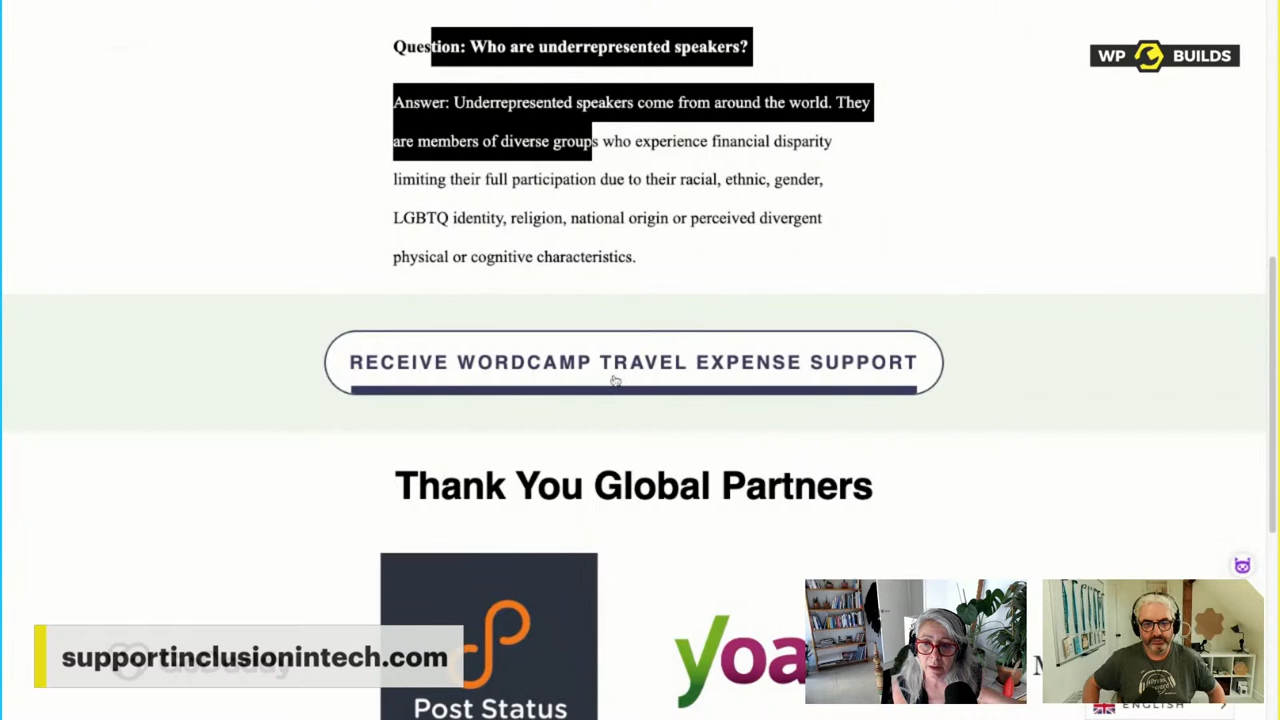 Question: Who are underrepresented speakers?
WP BUILDS
Answer: Underrepresented speakers come from around the world. They
are members of diverse groups who experience financial disparity
limiting their full participation due to their racial, ethnic, gender,
LGBTQ identity, religion, national origin or perceived divergent
physical or cognitive characteristics.
RECEIVE WORDCAMP TRAVEL EXPENSE SUPPORT
Thank You Global Partners
supportinclusionintech.com
yoa
M
Post Status
ENGLISH